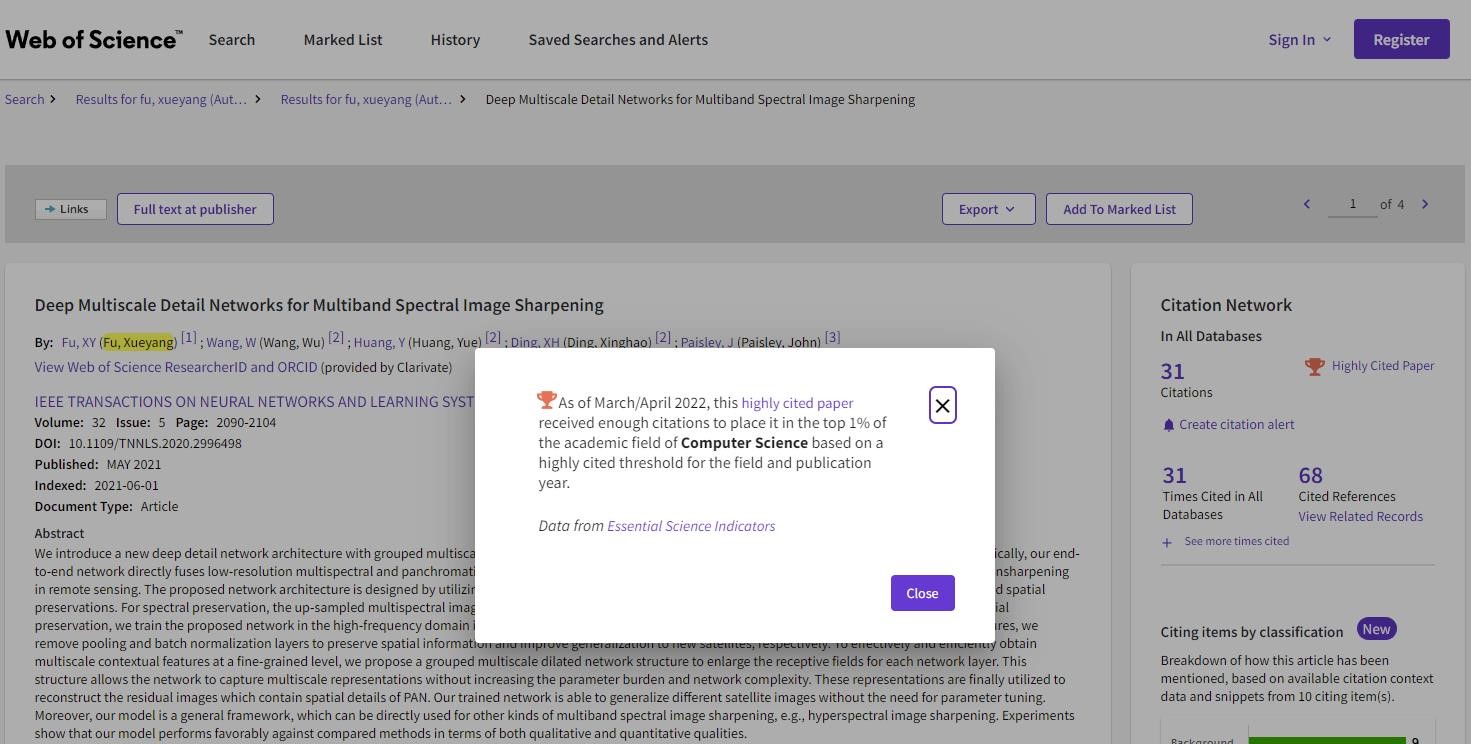 Web of Science™ Search Marked List History Saved Searches and Alerts Sign In Register
Search > Results for fu, xueyang (Aut… > Results for fu, xueyang (Aut… > Deep Multiscale Detail Networks for Multiband Spectral Image Sharpening
Links Full text at publisher Export Add To Marked List 1 of 4
Deep Multiscale Detail Networks for Multiband Spectral Image Sharpening
By: Fu, XY (Fu, Xueyang) [1] ; Wang, W (Wang, Wu) [2] ; Huang, Y (Huang, Yue) [2] ; Ding, XH (Ding, Xinghao) [2] ; Paisley, J (Paisley, John) [3]
View Web of Science ResearcherID and ORCID (provided by Clarivate)
IEEE TRANSACTIONS ON NEURAL NETWORKS AND LEARNING SYST
Volume: 32 Issue: 5 Page: 2090-2104
DOI: 10.1109/TNNLS.2020.2996498
Published: MAY 2021
Indexed: 2021-06-01
Document Type: Article
Abstract
We introduce a new deep detail network architecture with grouped multisca ically, our end-
to-end network directly fuses low-resolution multispectral and panchromati nsharpening
in remote sensing. The proposed network architecture is designed by utilizin d spatial
preservations. For spectral preservation, the up-sampled multispectral imag ial
preservation, we train the proposed network in the high-frequency domain i res, we
remove pooling and batch normalization layers to preserve spatial information and improve generalization to new satellites, respectively. To effectively and efficiently obtain
multiscale contextual features at a fine-grained level, we propose a grouped multiscale dilated network structure to enlarge the receptive fields for each network layer. This
structure allows the network to capture multiscale representations without increasing the parameter burden and network complexity. These representations are finally utilized to
reconstruct the residual images which contain spatial details of PAN. Our trained network is able to generalize different satellite images without the need for parameter tuning.
Moreover, our model is a general framework, which can be directly used for other kinds of multiband spectral image sharpening, e.g., hyperspectral image sharpening. Experiments
show that our model performs favorably against compared methods in terms of both qualitative and quantitative qualities.
As of March/April 2022, this highly cited paper
received enough citations to place it in the top 1% of
the academic field of Computer Science based on a
highly cited threshold for the field and publication
year.
Data from Essential Science Indicators
Close
Citation Network
In All Databases
31 Highly Cited Paper
Citations
Create citation alert
31 68
Times Cited in All Cited References
Databases View Related Records
+ See more times cited
Citing items by classification New
Breakdown of how this article has been
mentioned, based on available citation context
data and snippets from 10 citing item(s).
Background 9